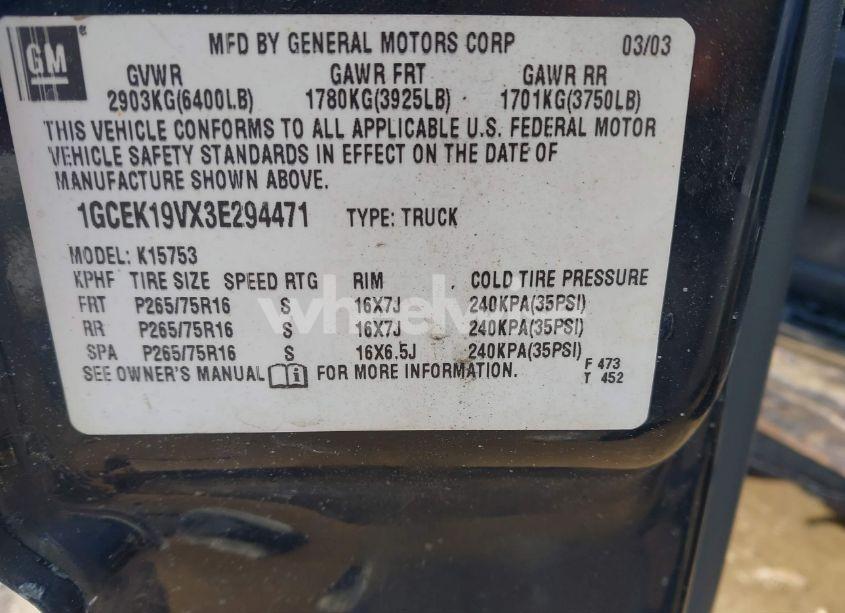 GM
MFD BY GENERAL MOTORS CORP 03/03
GVWR GAWR FRT GAWR RR
2903KG(6400LB) 1780KG(3925LB) 1701KG(3750LB)
THIS VEHICLE CONFORMS TO ALL APPLICABLE U.S. FEDERAL MOTOR
VEHICLE SAFETY STANDARDS IN EFFECT ON THE DATE OF
MANUFACTURE SHOWN ABOVE.
1GCEK19VX3E294471 TYPE: TRUCK
MODEL: K15753
KPHF TIRE SIZE SPEED RTG RIM COLD TIRE PRESSURE
FRT P265/75R16 S 16X7J 240KPA(35PSI)
RR P265/75R16 S 16X7J 240KPA(35PSI)
SPA P265/75R16 S 16X6.5J 240KPA(35PSI)
SEE OWNER'S MANUAL i FOR MORE INFORMATION.
F 473
T 452